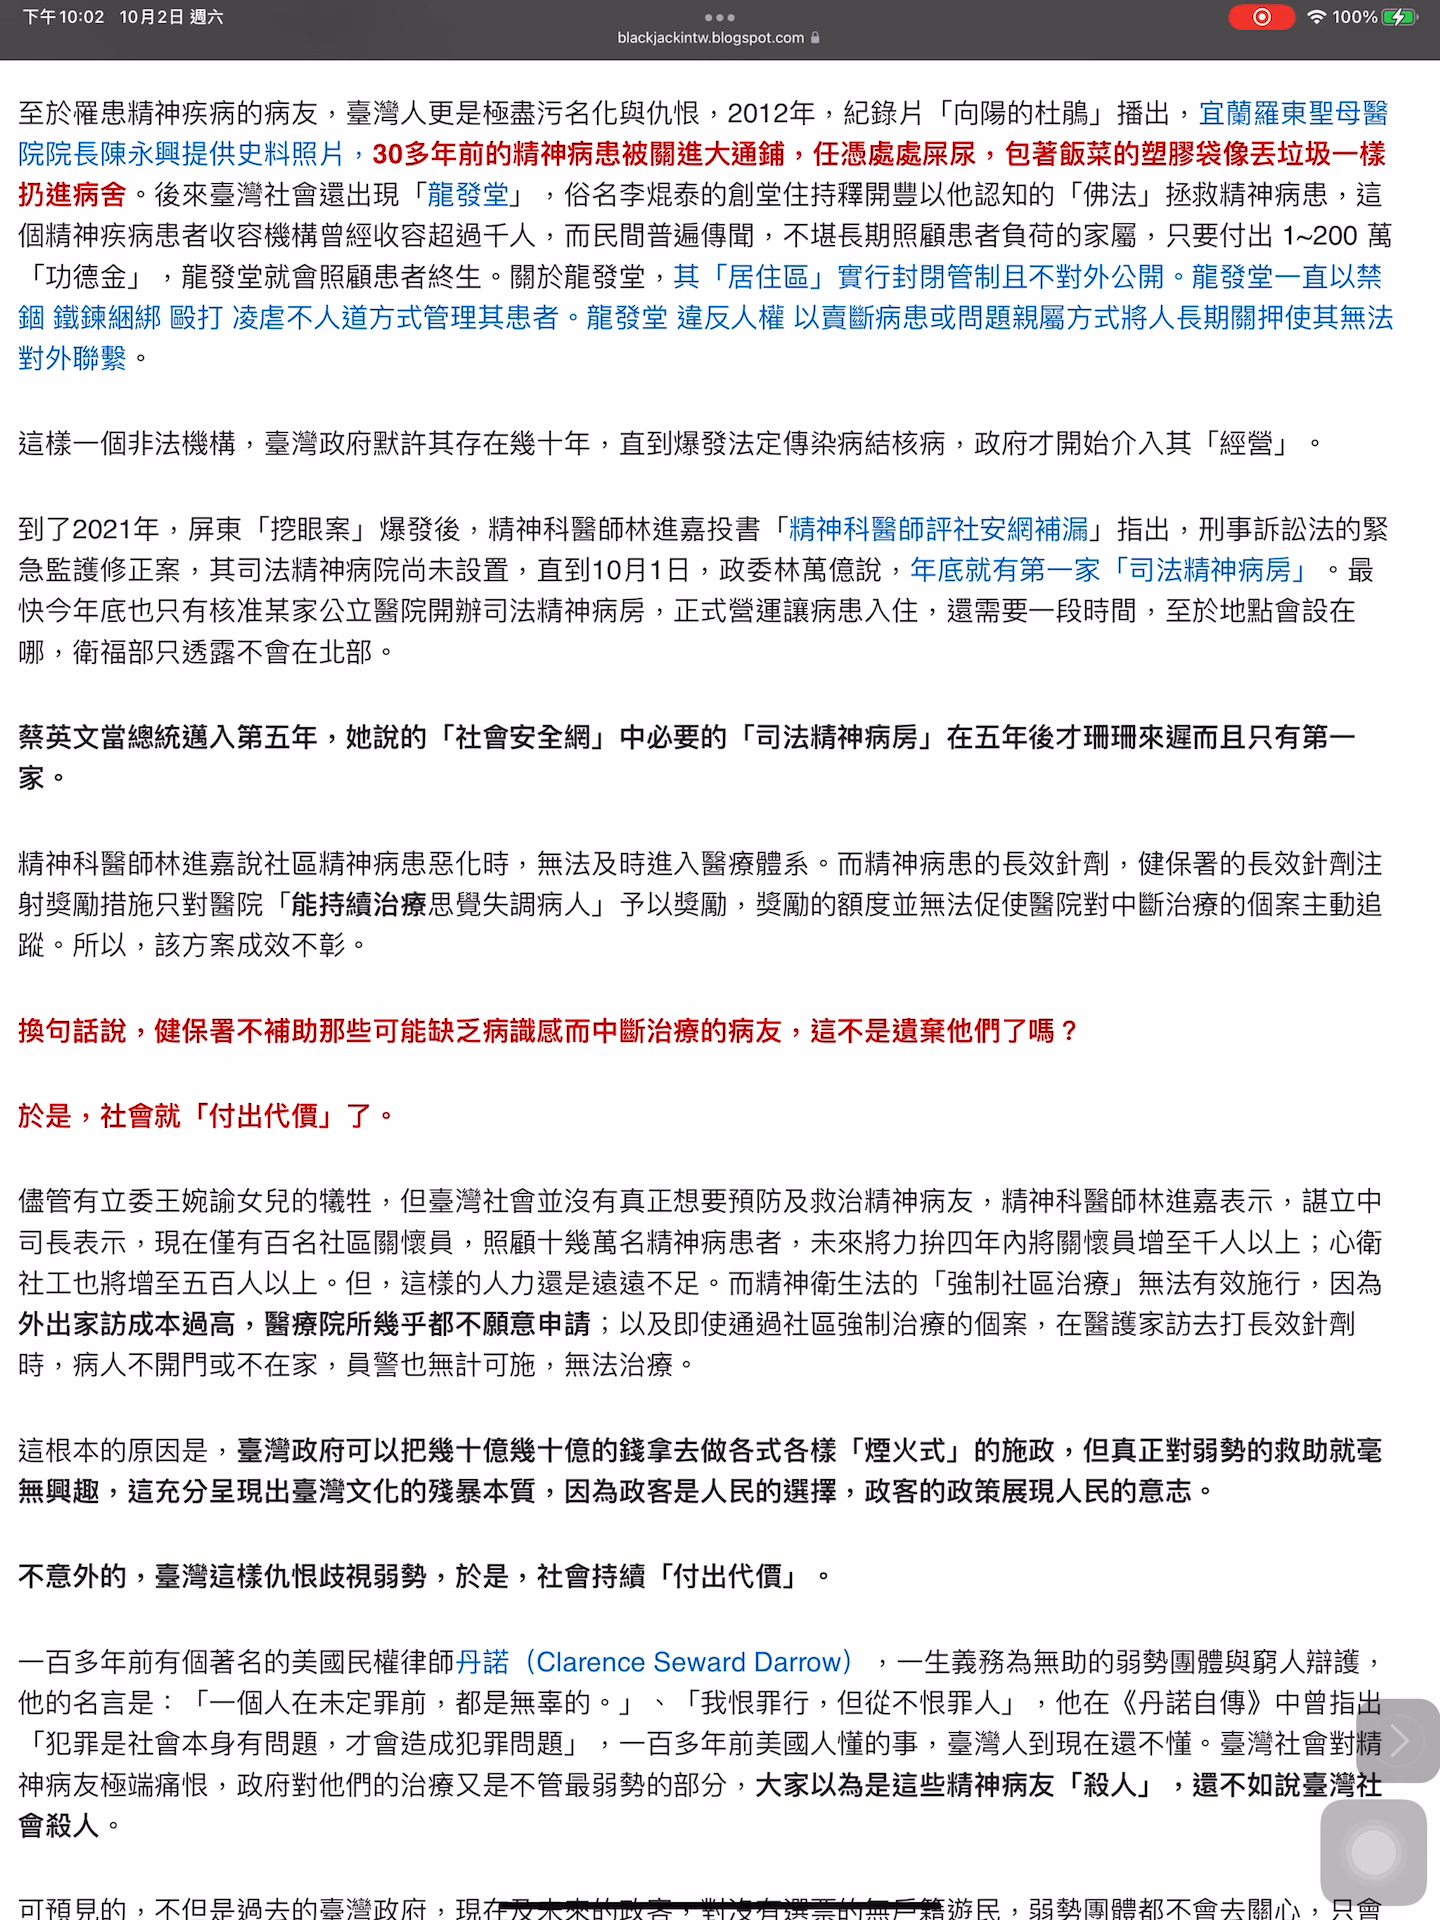 下午10:02 10月2日 週六
100%
blackjackintw.blogspot.com
至於罹患精神疾病的病友，臺灣人更是極盡污名化與仇恨，2012年，紀錄片「向陽的杜鵑」播出，宜蘭羅東聖母醫
院院長陳永興提供史料照片，30多年前的精神病患被關進大通鋪，任憑處處屎尿，包著飯菜的塑膠袋像丟垃圾一樣
扔進病舍。後來臺灣社會還出現「龍發堂」，俗名李焜泰的創堂住持釋開豐以他認知的「佛法」拯救精神病患，這
個精神疾病患者收容機構曾經收容超過千人，而民間普遍傳聞，不堪長期照顧患者負荷的家屬，只要付出 1~200 萬
「功德金」，龍發堂就會照顧患者終生。關於龍發堂，其「居住區」實行封閉管制且不對外公開。龍發堂一直以禁
錮 鐵鍊綑綁 毆打 凌虐不人道方式管理其患者。龍發堂 違反人權 以賣斷病患或問題親屬方式將人長期關押使其無法
對外聯繫。
這樣一個非法機構，臺灣政府默許其存在幾十年，直到爆發法定傳染病結核病，政府才開始介入其「經營」。
到了2021年，屏東「挖眼案」爆發後，精神科醫師林進嘉投書「精神科醫師評社安網補漏」指出，刑事訴訟法的緊
急監護修正案，其司法精神病院尚未設置，直到10月1日，政委林萬億說，年底就有第一家「司法精神病房」。最
快今年底也只有核准某家公立醫院開辦司法精神病房，正式營運讓病患入住，還需要一段時間，至於地點會設在
哪，衛福部只透露不會在北部。
蔡英文當總統邁入第五年，她說的「社會安全網」中必要的「司法精神病房」在五年後才珊珊來遲而且只有第一
家。
精神科醫師林進嘉說社區精神病患惡化時，無法及時進入醫療體系。而精神病患的長效針劑，健保署的長效針劑注
射獎勵措施只對醫院「能持續治療思覺失調病人」予以獎勵，獎勵的額度並無法促使醫院對中斷治療的個案主動追
蹤。所以，該方案成效不彰。
換句話說，健保署不補助那些可能缺乏病識感而中斷治療的病友，這不是遺棄他們了嗎？
於是，社會就「付出代價」了。
儘管有立委王婉諭女兒的犧牲，但臺灣社會並沒有真正想要預防及救治精神病友，精神科醫師林進嘉表示，諶立中
司長表示，現在僅有百名社區關懷員，照顧十幾萬名精神病患者，未來將力拚四年內將關懷員增至千人以上；心衛
社工也將增至五百人以上。但，這樣的人力還是遠遠不足。而精神衛生法的「強制社區治療」無法有效施行，因為
外出家訪成本過高，醫療院所幾乎都不願意申請；以及即使通過社區強制治療的個案，在醫護家訪去打長效針劑
時，病人不開門或不在家，員警也無計可施，無法治療。
這根本的原因是，臺灣政府可以把幾十億幾十億的錢拿去做各式各樣「煙火式」的施政，但真正對弱勢的救助就毫
無興趣，這充分呈現出臺灣文化的殘暴本質，因為政客是人民的選擇，政客的政策展現人民的意志。
不意外的，臺灣這樣仇恨歧視弱勢，於是，社會持續「付出代價」。
一百多年前有個著名的美國民權律師丹諾（Clarence Seward Darrow），一生義務為無助的弱勢團體與窮人辯護，
他的名言是：「一個人在未定罪前，都是無辜的。」、「我恨罪行，但從不恨罪人」，他在《丹諾自傳》中曾指出
「犯罪是社會本身有問題，才會造成犯罪問題」，一百多年前美國人懂的事，臺灣人到現在還不懂。臺灣社會對精
神病友極端痛恨，政府對他們的治療又是不管最弱勢的部分，大家以為是這些精神病友「殺人」，還不如說臺灣社
會殺人。
可預見的，不但是過去的臺灣政府，現在及未來的政客，對沒有選票的無戶籍遊民，弱勢團體都不會去關心，只會